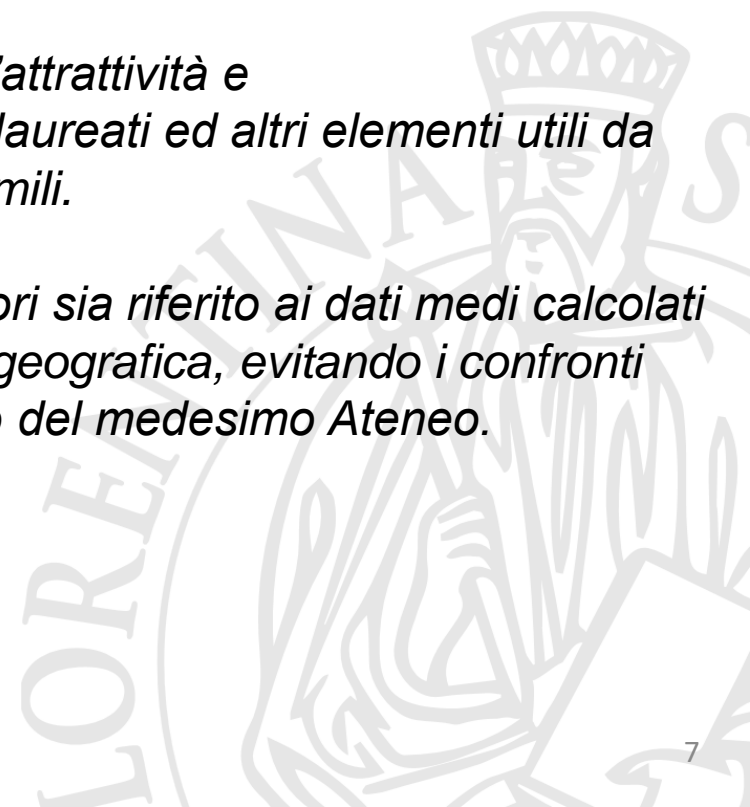 'attrattività e
laureati ed altri elementi utili da
mili.
ori sia riferito ai dati medi calcolati
geografica, evitando i confronti
del medesimo Ateneo.
7
LORENTINA S